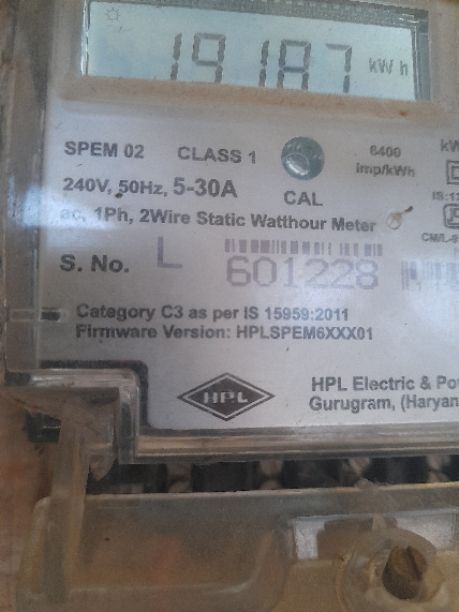 19187 kWh
SPEM 02 CLASS 1 6400 imp/kWh
240V, 50Hz, 5-30A CAL
ac, 1Ph, 2Wire Static Watthour Meter
S. No. L 601228
Category C3 as per IS 15959:2011
Firmware Version: HPLSPEM6XXX01
HPL
HPL Electric &
Gurugram,